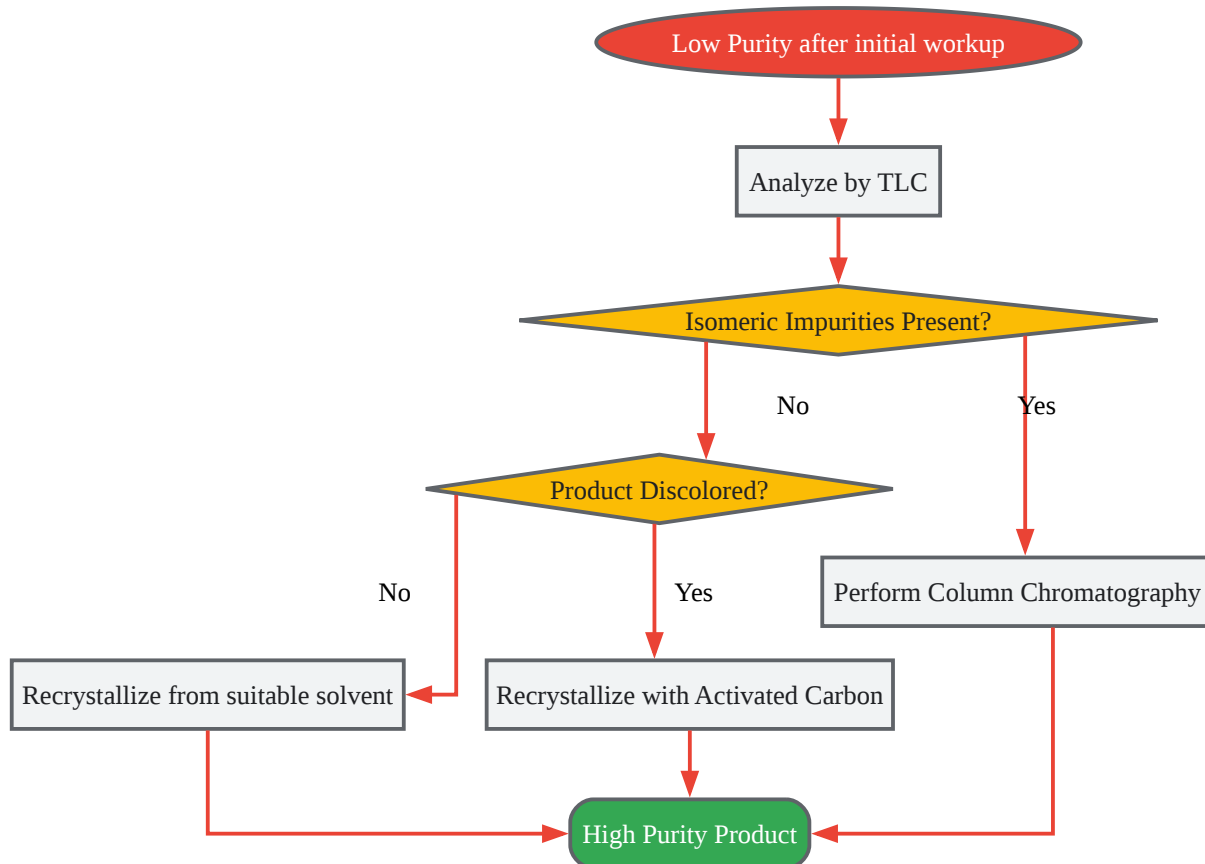 Low Purity after initial workup
Analyze by TLC
Isomeric Impurities Present?
No
Yes
Product Discolored?
No
Yes
Perform Column Chromatography
Recrystallize from suitable solvent
Recrystallize with Activated Carbon
High Purity Product